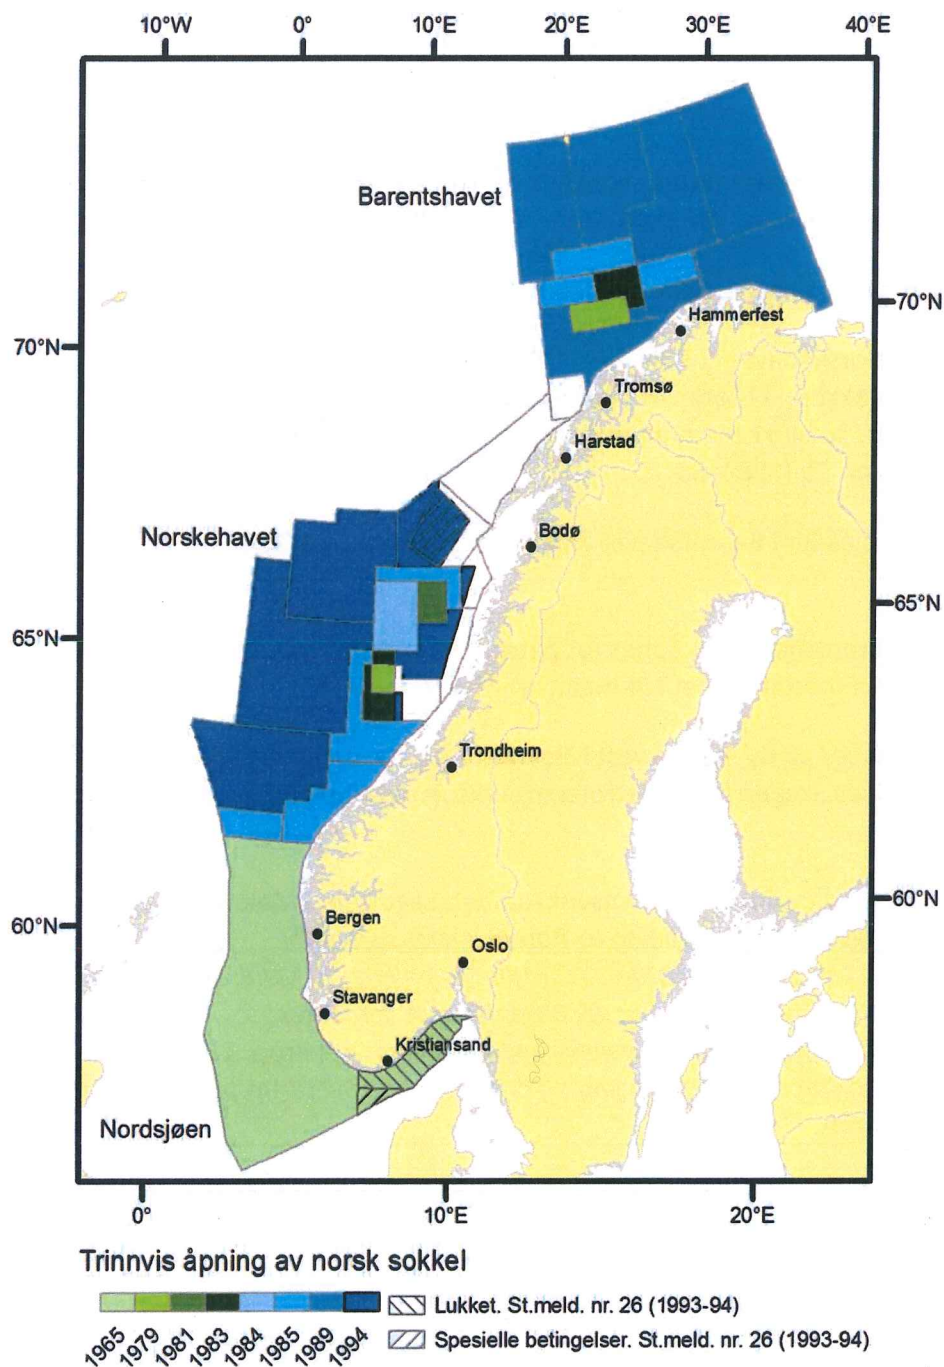 10°W 0° 10°E 20°E 30°E 40°E
Barentshavet
70°N
Hammerfest
70°N
Tromsø
Harstad
Norskehavet
Bodø
65°N
65°N
Trondheim
60°N
Bergen
60°N
Oslo
Stavanger
Kristiansand
Nordsjøen
0° 10°E 20°E
Trinnvis åpning av norsk sokkel
Lukket. St.meld. nr. 26 (1993-94)
1965 1979 1981 1983 1984 1985 1989 1994
Spesielle betingelser. St.meld. nr. 26 (1993-94)